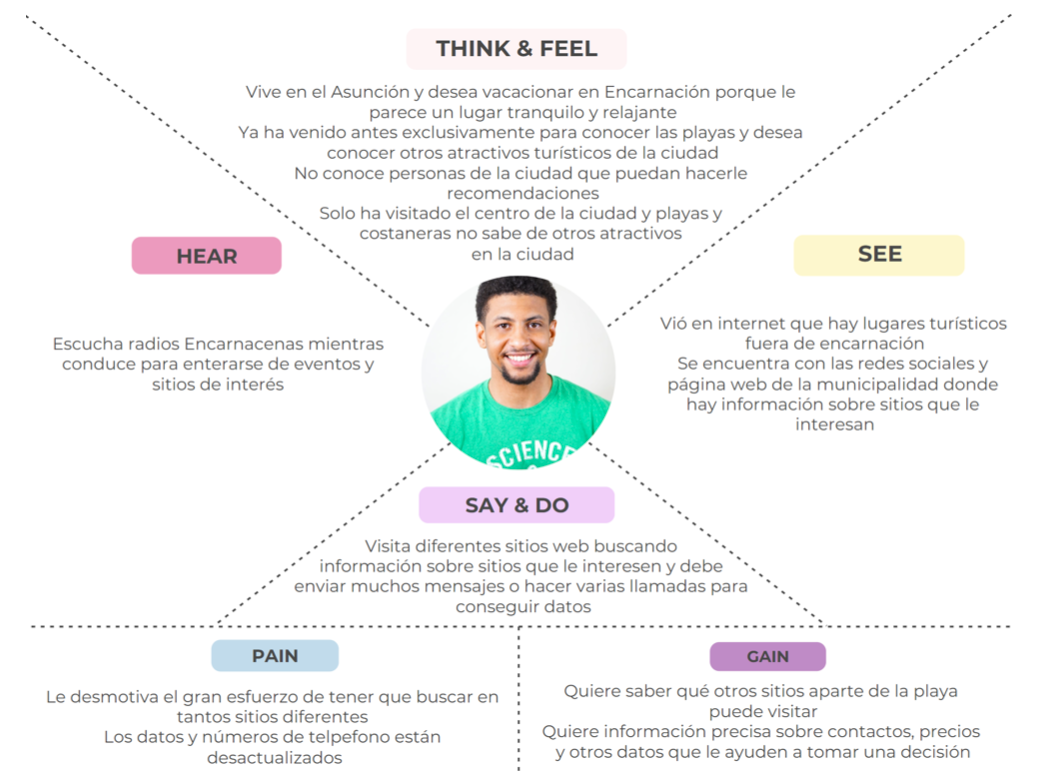 THINK & FEEL
Vive en el Asunción y desea vacacionar en Encarnación porque le
parece un lugar tranquilo y relajante
Ya ha venido antes exclusivamente para conocer las playas y desea
conocer otros atractivos turísticos de la ciudad
No conoce personas de la ciudad que puedan hacerle
recomendaciones
Solo ha visitado el centro de la ciudad y playas y
costaneras no sabe de otros atractivos
en la ciudad
HEAR
Escucha radios Encarnacenas mientras
conduce para enterarse de eventos y
sitios de interés
SEE
Vió en internet que hay lugares turísticos
fuera de encarnación
Se encuentra con las redes sociales y
página web de la municipalidad donde
hay información sobre sitios que le
interesan
SCIENCE
SAY & DO
Visita diferentes sitios web buscando
información sobre sitios que le interesen y debe
enviar muchos mensajes o hacer varias llamadas para
conseguir datos
PAIN
Le desmotiva el gran esfuerzo de tener que buscar en
tantos sitios diferentes
Los datos y números de telpefono están
desactualizados
GAIN
Quiere saber qué otros sitios aparte de la playa
puede visitar
Quiere información precisa sobre contactos, precios
y otros datos que le ayuden a tomar una decisión